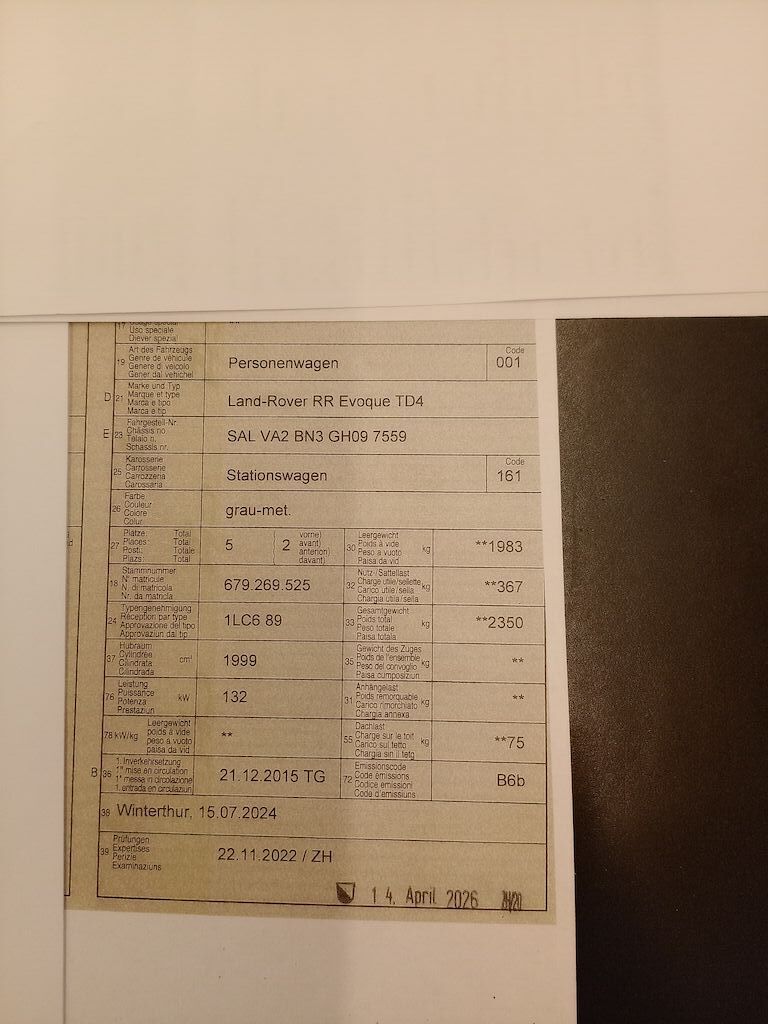 17 Usage spécial
Uso speciale
Diever spezial
19 Art des Fahrzeugs
Genre de véhicule
Genere di veicolo
Gener dal vehichel
Personenwagen
Code
001
D 21 Marke und Typ
Marque et type
Marca e tipo
Marca e tip
Land-Rover RR Evoque TD4
E 23 Fahrgestell-Nr.
Châssis no
Telaio n.
Schassis nr.
SAL VA2 BN3 GH09 7559
25 Karosserie
Carrosserie
Carrozzeria
Carossaria
Stationswagen
Code
161
26 Farbe
Couleur
Colore
Colur
grau-met.
27 Plätze: Total
Places: Total
Posti: Totale
Plazs: Total
5
2
vorne)
avant)
anteriori)
davant)
30 Leergewicht
Poids à vide
Peso a vuoto
Paisa da vid
kg
**1983
18 Stammnummer
N° matricule
N. di matricola
Nr. da matricla
679.269.525
32 Nutz-/Sattellast
Charge utile/sellette
Carico utile/sella
Chargia utila/sella
kg
**367
24 Typengenehmigung
Réception par type
Approvazione del tipo
Approvaziun dal tip
1LC6 89
33 Gesamtgewicht
Poids total
Peso totale
Paisa totala
kg
**2350
37 Hubraum
Cylindrée
Cilindrata
Cilindrada
cm³
1999
35 Gewicht des Zuges
Poids de l'ensemble
Peso del convoglio
Paisa cumposiziun
kg
**
76 Leistung
Puissance
Potenza
Prestaziun
kW
132
31 Anhängelast
Poids remorquable
Carico rimorchiato
Chargia annexa
kg
**
78 kW/kg
Leergewicht
poids à vide
peso a vuoto
paisa da vid
**
55 Dachlast
Charge sur le toit
Carico sul tetto
Chargia sin il tetg
kg
**75
B 36 1. Inverkehrsetzung
1re mise en circulation
1a messa in circolazione
1. entrada en circulaziun
21.12.2015 TG
72 Emissionscode
Code émissions
Codice emissioni
Code d'emissiuns
B6b
38 Winterthur, 15.07.2024
39 Prüfungen
Expertises
Perizie
Examinaziuns
22.11.2022 / ZH
14. April 2026